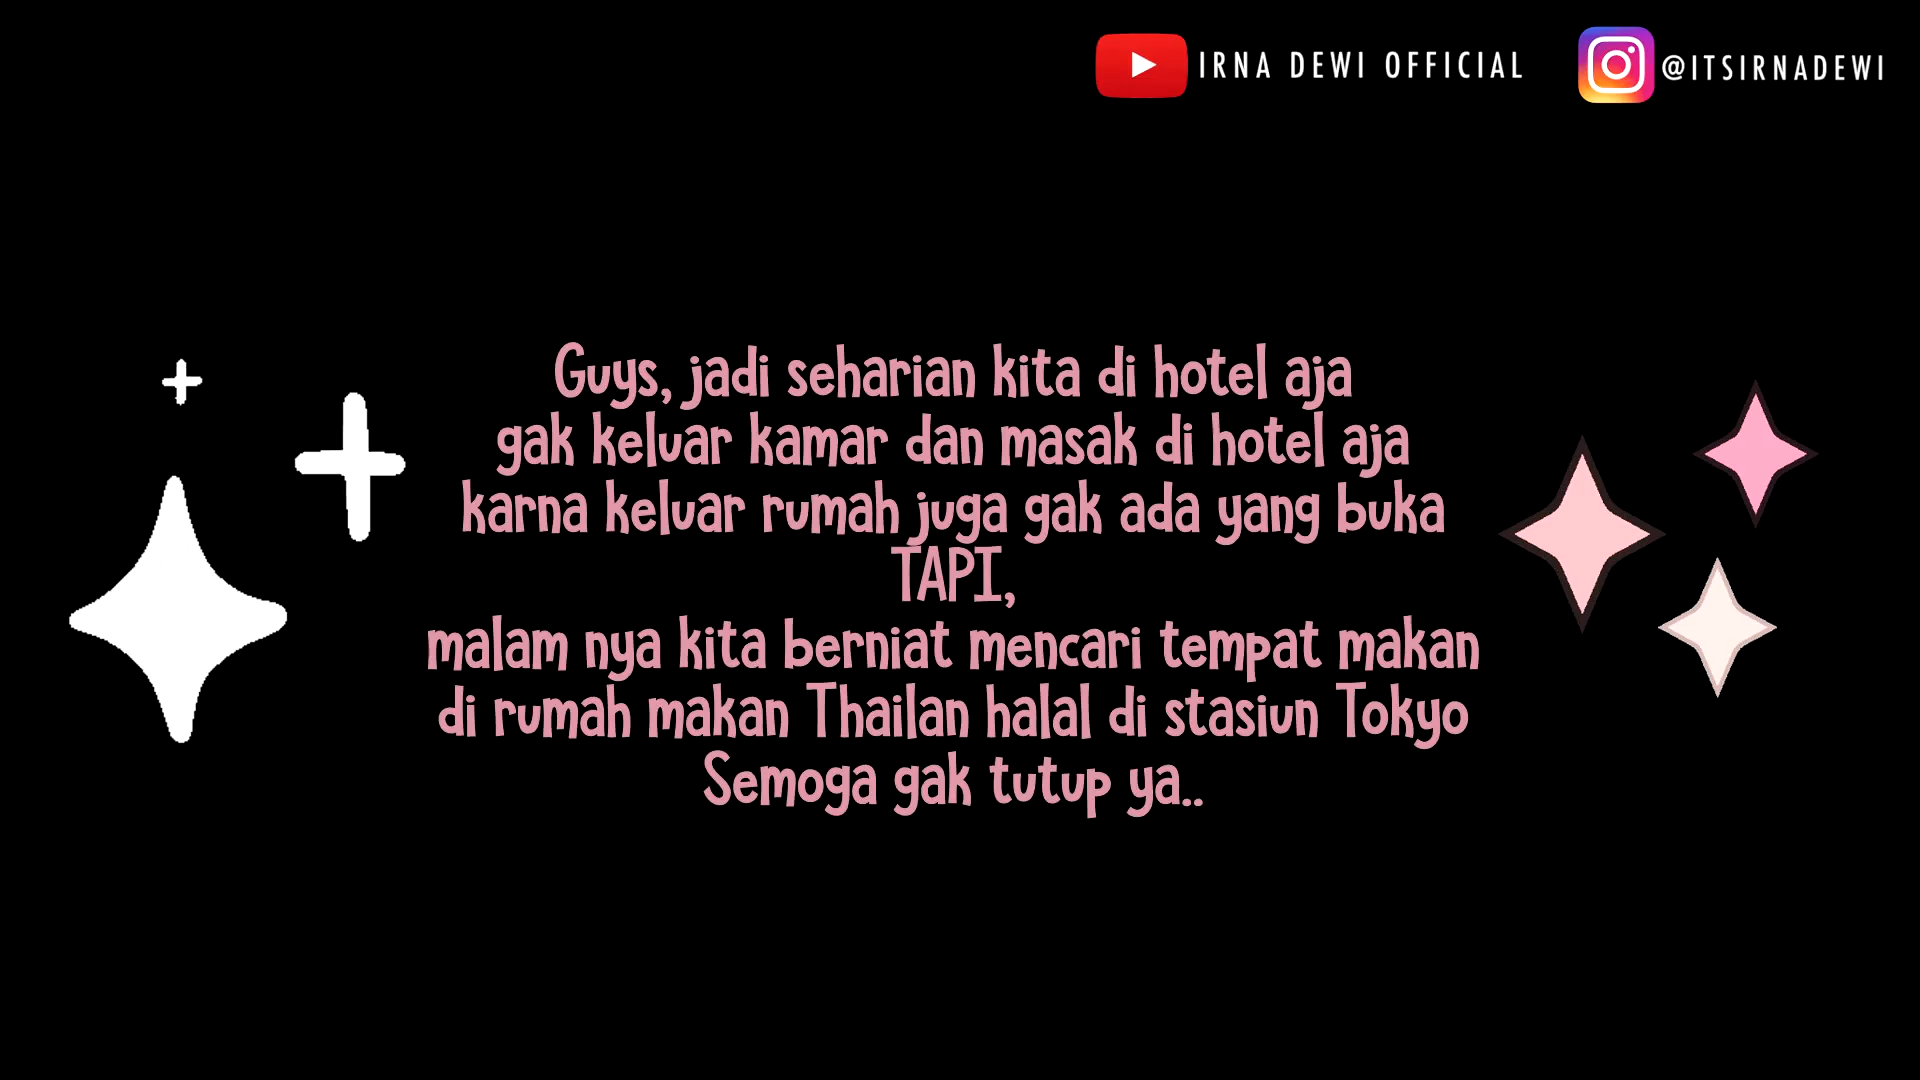 IRNA DEWI OFFICIAL
@ITSIRNADEWI
Guys, jadi seharian kita di hotel aja
gak keluar kamar dan masak di hotel aja
karna keluar rumah juga gak ada yang buka
TAPI,
malam nya kita berniat mencari tempat makan
di rumah makan Thailan halal di stasiun Tokyo
Semoga gak tutup ya..